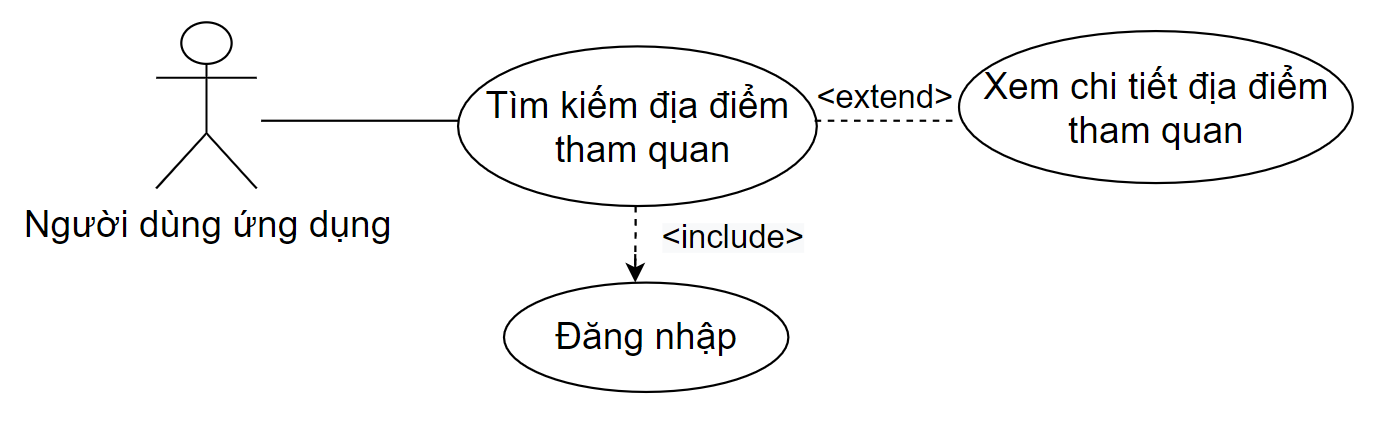 Tìm kiếm địa điểm
tham quan
<extend>
Xem chi tiết địa điểm
tham quan
Người dùng ứng dụng
<include>
Đăng nhập